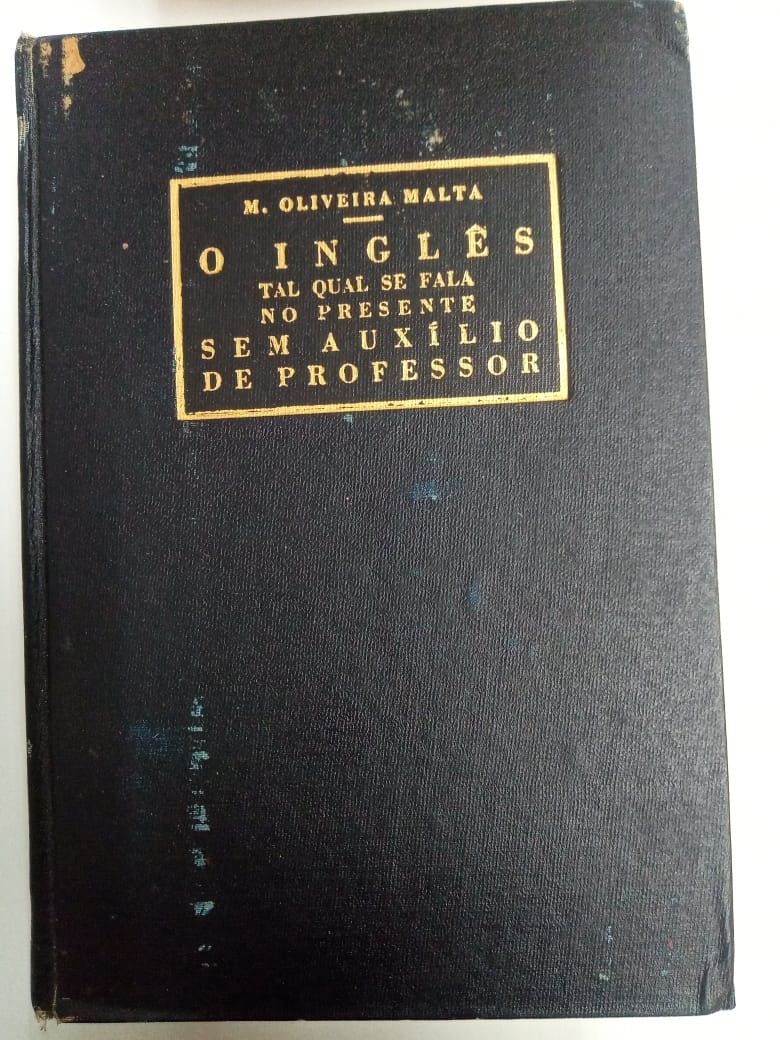 M. OLIVEIRA MALTA
O INGLÊS
TAL QUAL SE FALA
NO PRESENTE
SEM AUXÍLIO
DE PROFESSOR